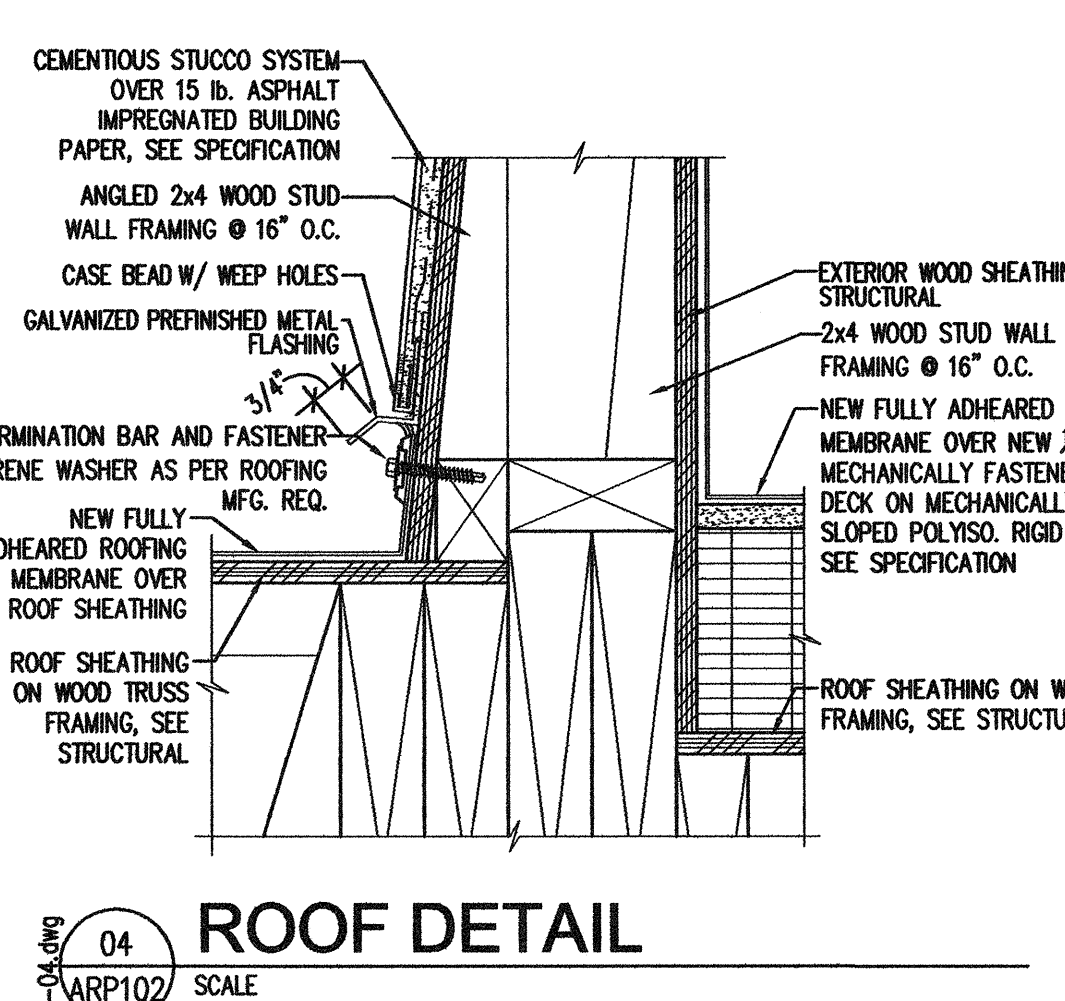 CEMENTIOUS STUCCO SYSTEM
OVER 15 lb. ASPHALT
IMPREGNATED BUILDING
PAPER, SEE SPECIFICATION
ANGLED 2x4 WOOD STUD
WALL FRAMING @ 16" O.C.
CASE BEAD W/ WEEP HOLES
GALVANIZED PREFINISHED METAL
FLASHING
3/4"
RMINATION BAR AND FASTENER
RENE WASHER AS PER ROOFING
MFG. REQ.
NEW FULLY
DHEARED ROOFING
MEMBRANE OVER
ROOF SHEATHING
ROOF SHEATHING
ON WOOD TRUSS
FRAMING, SEE
STRUCTURAL
EXTERIOR WOOD SHEATHIN
STRUCTURAL
2x4 WOOD STUD WALL
FRAMING @ 16" O.C.
NEW FULLY ADHEARED
MEMBRANE OVER NEW
MECHANICALLY FASTENE
DECK ON MECHANICALL
SLOPED POLYISO. RIGID
SEE SPECIFICATION
ROOF SHEATHING ON W
FRAMING, SEE STRUCTU
04
ARP102
ROOF DETAIL
SCALE
-04.dwg